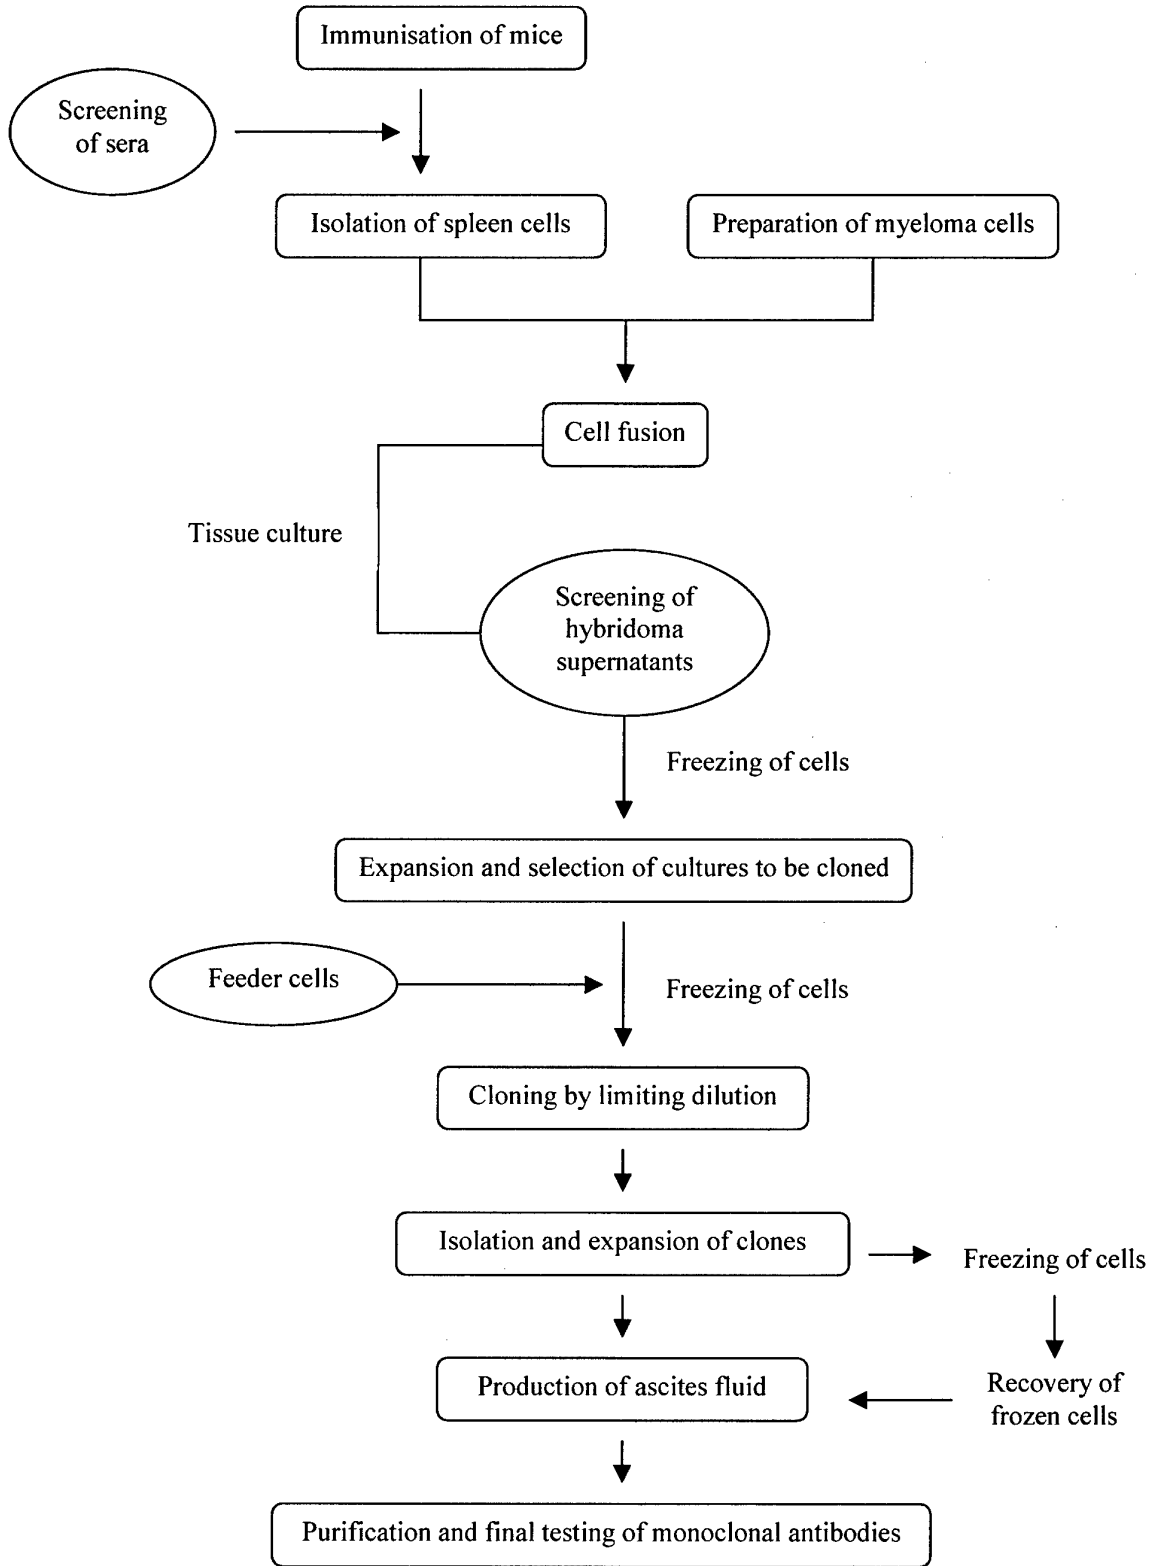 Immunisation of mice
Screening
of sera
Isolation of spleen cells
Preparation of myeloma cells
Cell fusion
Tissue culture
Screening of
hybridoma
supernatants
Freezing of cells
Expansion and selection of cultures to be cloned
Feeder cells
Freezing of cells
Cloning by limiting dilution
Isolation and expansion of clones
Freezing of cells
Production of ascites fluid
Recovery of
frozen cells
Purification and final testing of monoclonal antibodies